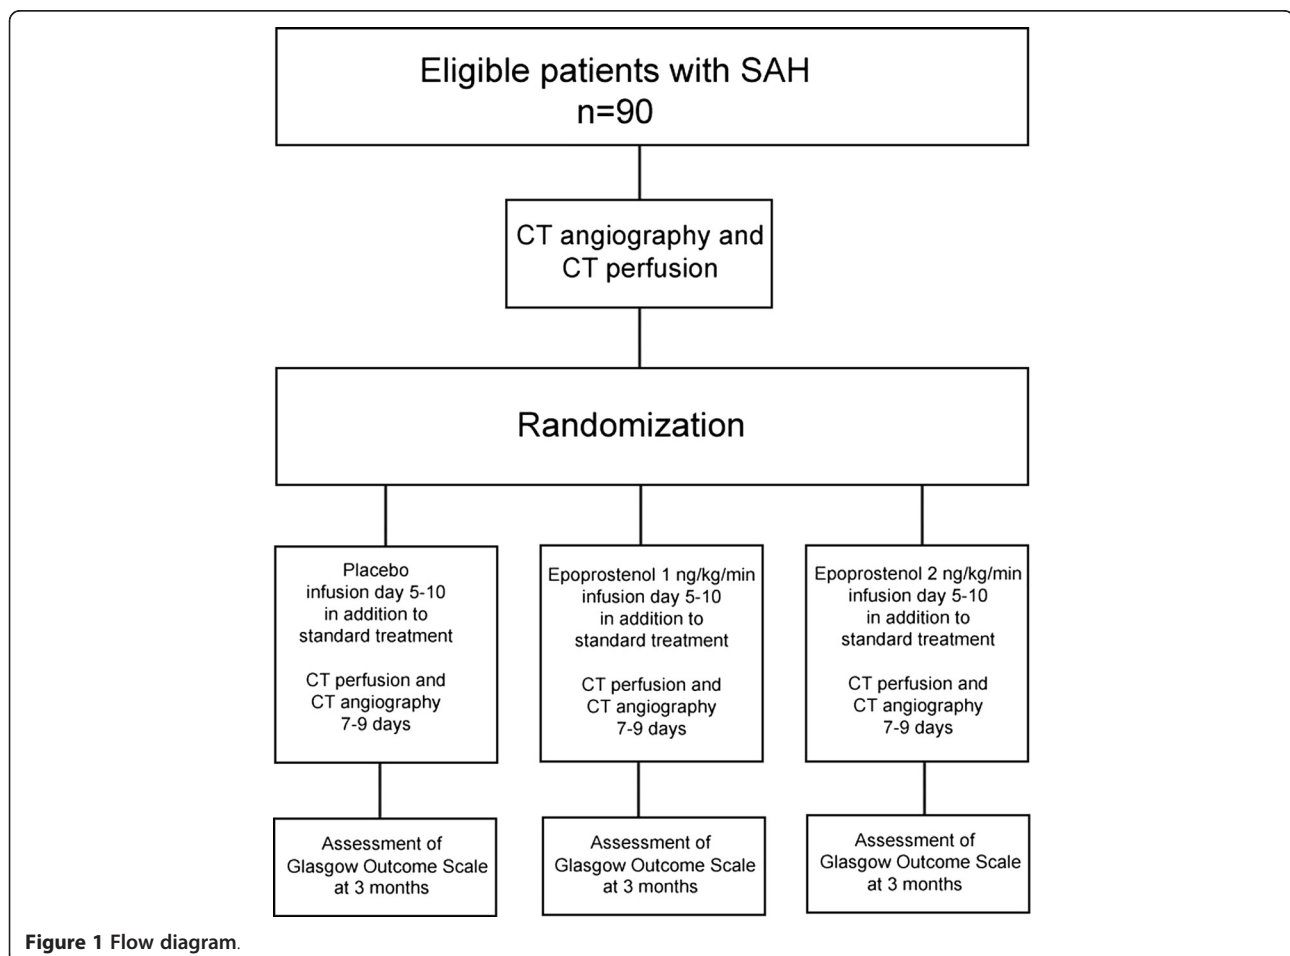 Eligible patients with SAH
n=90
CT angiography and
CT perfusion
Randomization
Placebo
infusion day 5-10
in addition to
standard treatment
CT perfusion and
CT angiography
7-9 days
Epoprostenol 1 ng/kg/min
infusion day 5-10
in addition to
standard treatment
CT perfusion and
CT angiography
7-9 days
Epoprostenol 2 ng/kg/min
infusion day 5-10
in addition to
standard treatment
CT perfusion and
CT angiography
7-9 days
Assessment of
Glasgow Outcome Scale
at 3 months
Assessment of
Glasgow Outcome Scale
at 3 months
Assessment of
Glasgow Outcome Scale
at 3 months
Figure 1 Flow diagram.